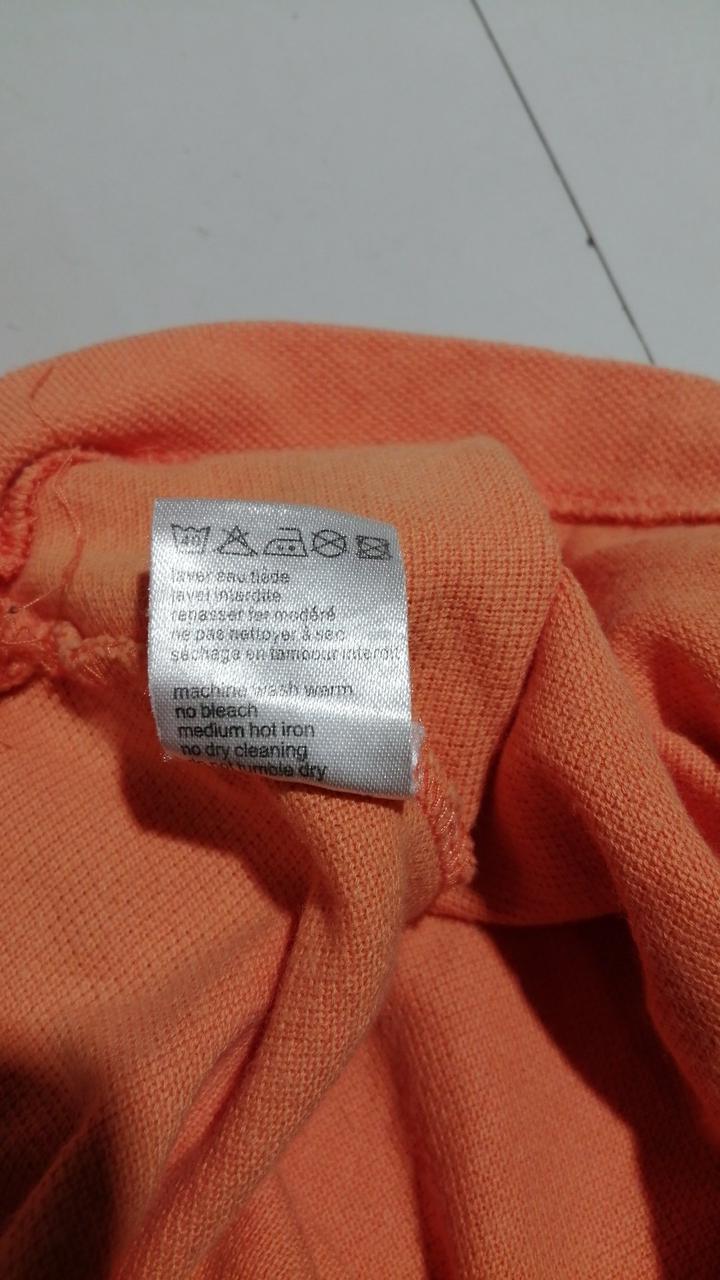 40
laver eau tiède
javel interdite
repasser fer modéré
ne pas nettoyer à sec
séchage en tambour interdit
machine wash warm
no bleach
medium hot iron
no dry cleaning
tumble dry